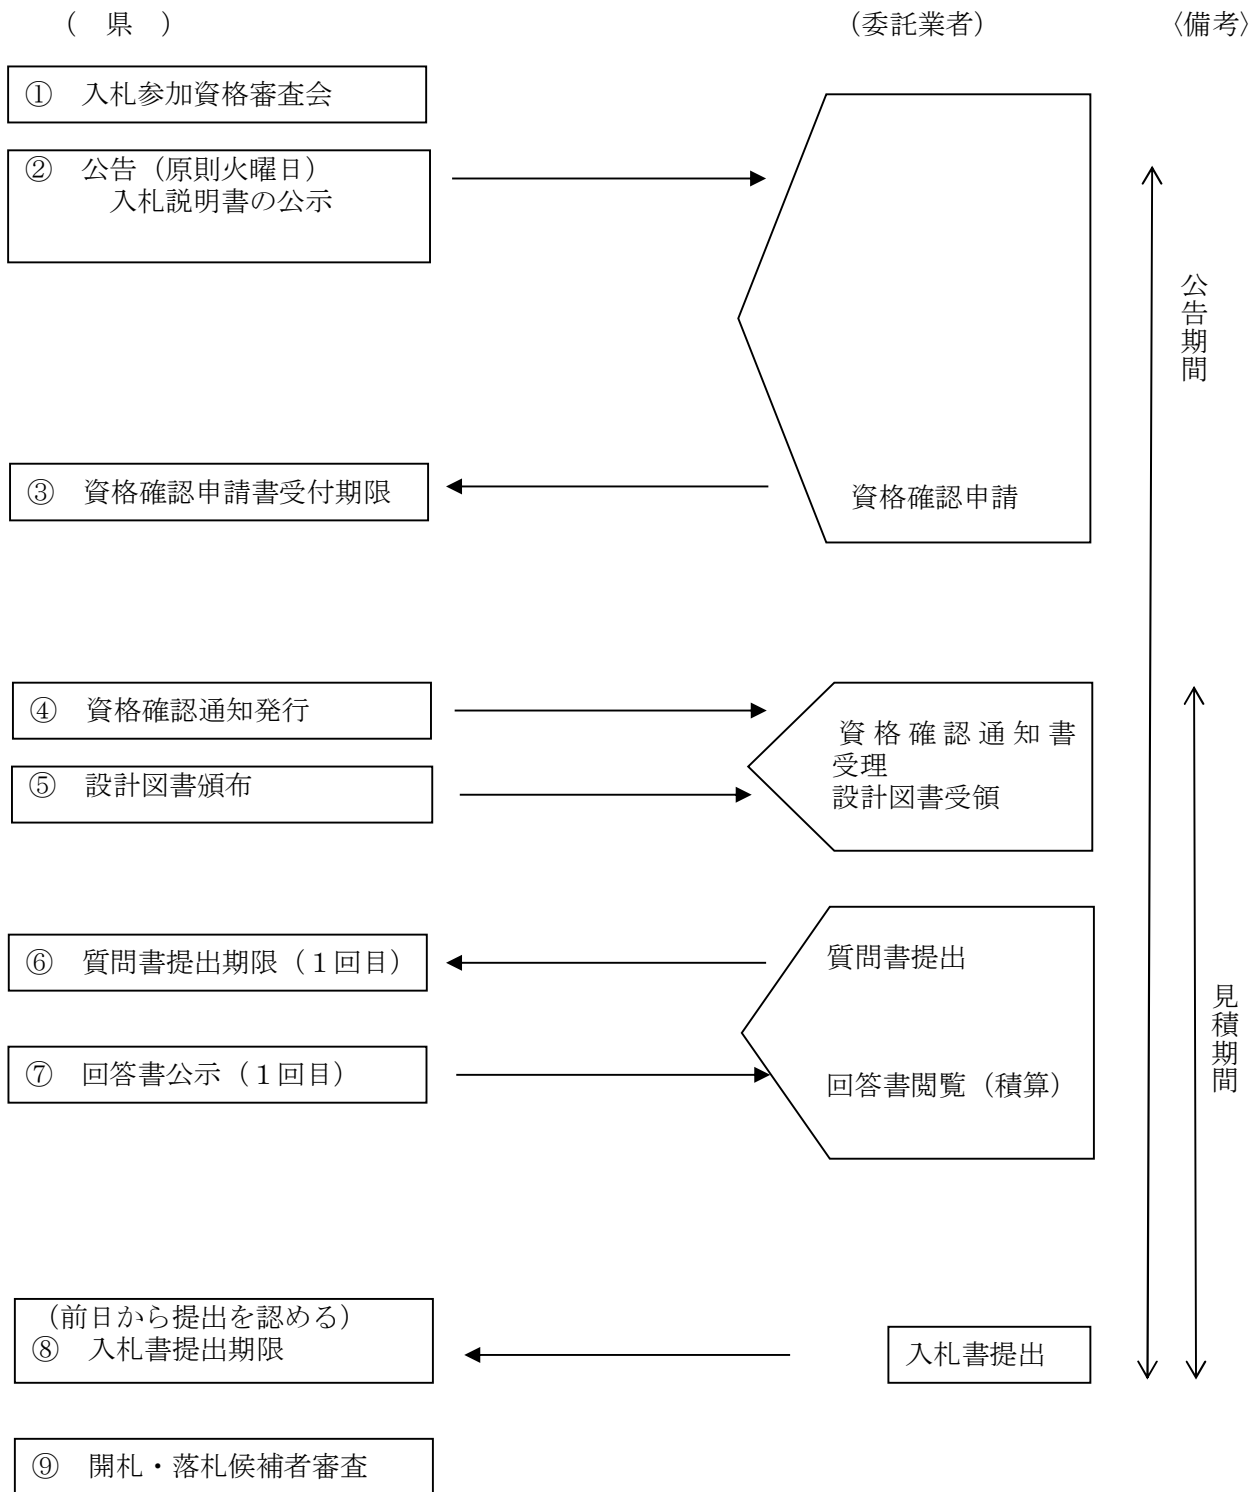 （　県　）
（委託業者）
〈備考〉
①　入札参加資格審査会
②　公告（原則火曜日）
入札説明書の公示
公告期間
③　資格確認申請書受付期限
資格確認申請
④　資格確認通知発行
資格確認通知書
受理
⑤　設計図書頒布
設計図書受領
⑥　質問書提出期限（１回目）
質問書提出
見積期間
⑦　回答書公示（１回目）
回答書閲覧（積算）
（前日から提出を認める）
⑧　入札書提出期限
入札書提出
⑨　開札・落札候補者審査